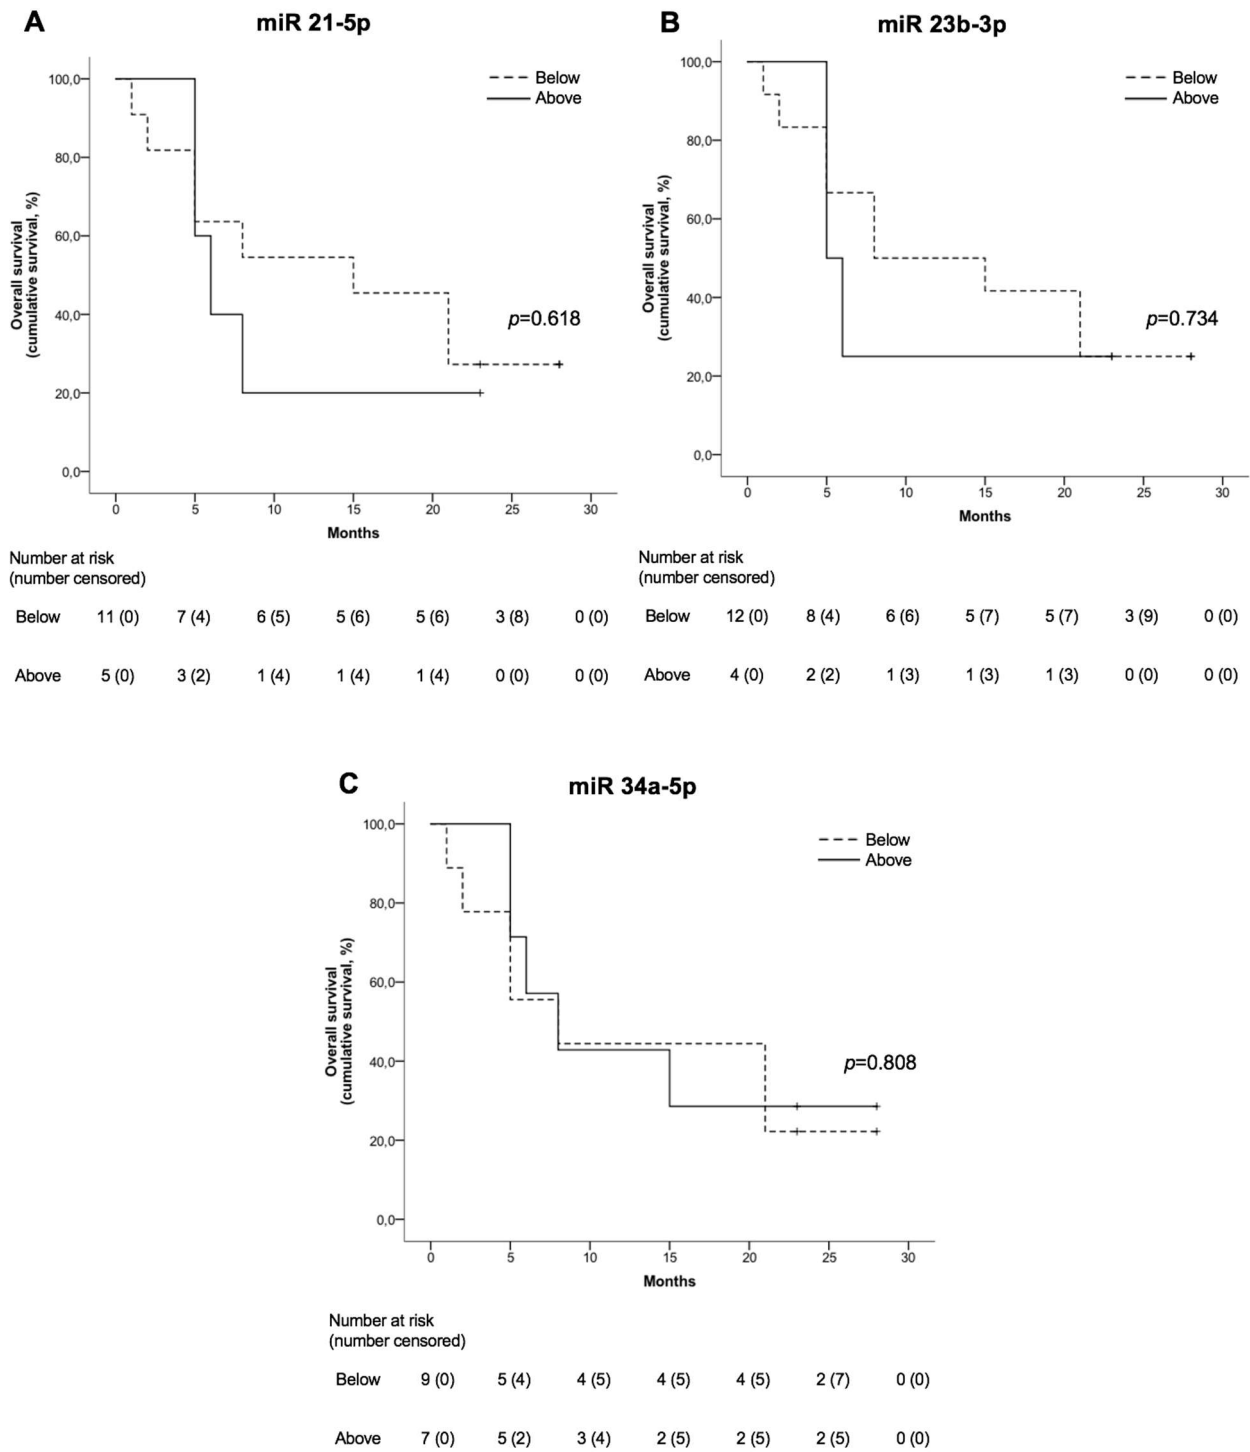 A
miR 21-5p
Below
Above
100,0
80,0
60,0
40,0
20,0
0,0
Overall survival
(cumulative survival, %)
p=0.618
0 5 10 15 20 25 30
Months
Number at risk
(number censored)
Below 11 (0) 7 (4) 6 (5) 5 (6) 5 (6) 3 (8) 0 (0)
Above 5 (0) 3 (2) 1 (4) 1 (4) 1 (4) 0 (0) 0 (0)
B
miR 23b-3p
Below
Above
100,0
80,0
60,0
40,0
20,0
0,0
Overall survival
(cumulative survival, %)
p=0.734
0 5 10 15 20 25 30
Months
Number at risk
(number censored)
Below 12 (0) 8 (4) 6 (6) 5 (7) 5 (7) 3 (9) 0 (0)
Above 4 (0) 2 (2) 1 (3) 1 (3) 1 (3) 0 (0) 0 (0)
C
miR 34a-5p
Below
Above
100,0
80,0
60,0
40,0
20,0
0,0
Overall survival
(cumulative survival, %)
p=0.808
0 5 10 15 20 25 30
Months
Number at risk
(number censored)
Below 9 (0) 5 (4) 4 (5) 4 (5) 4 (5) 2 (7) 0 (0)
Above 7 (0) 5 (2) 3 (4) 2 (5) 2 (5) 2 (5) 0 (0)